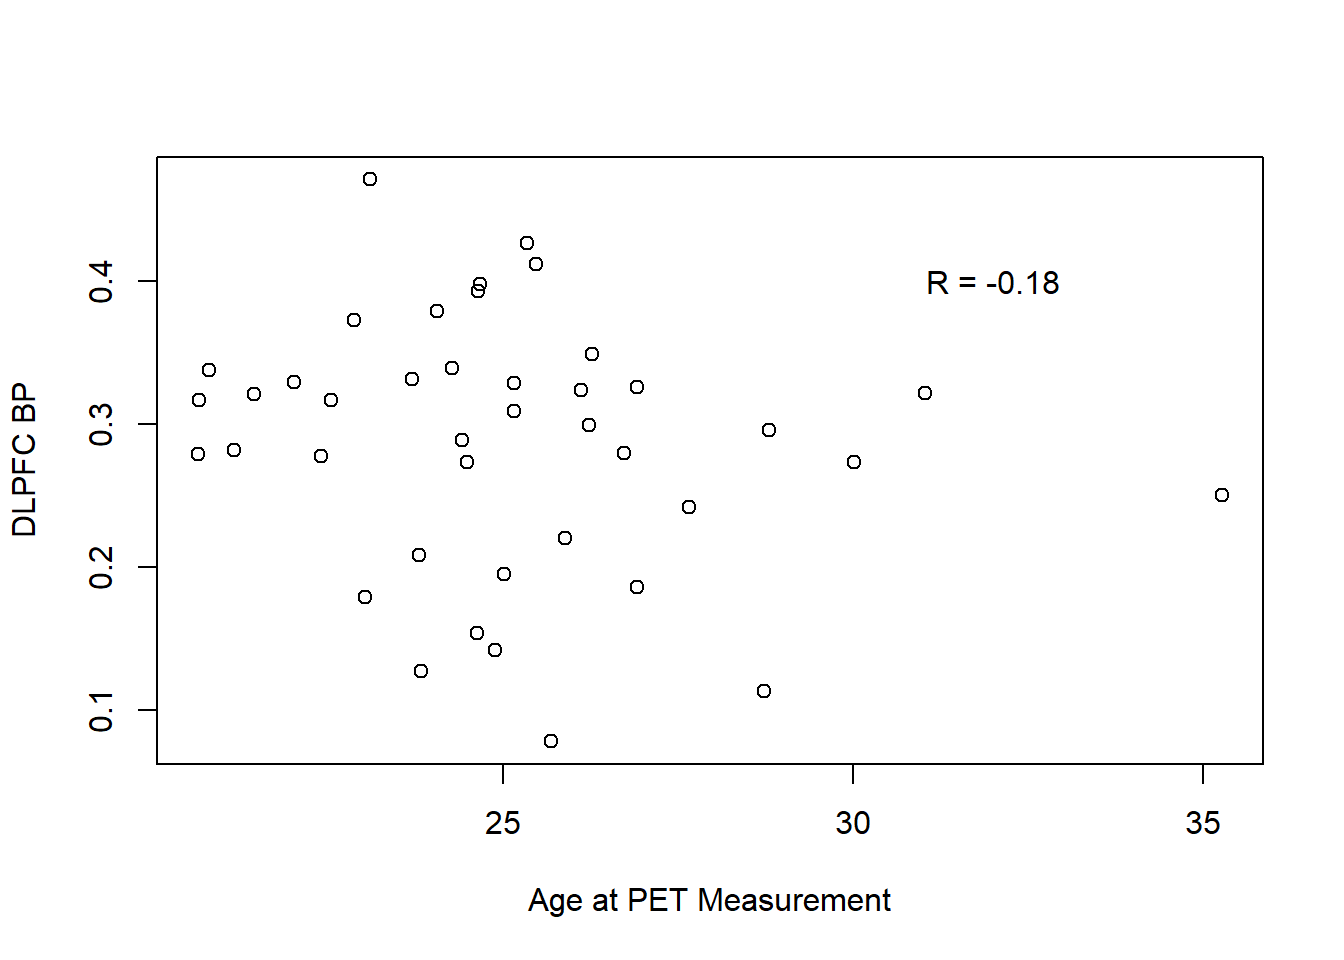 R = -0.18
DLPFC BP
0.4
0.3
0.2
0.1
25 30 35
Age at PET Measurement